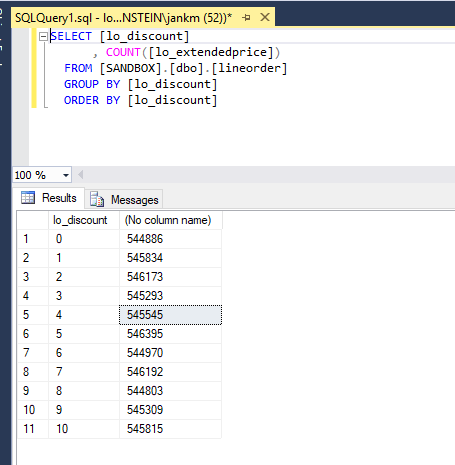 SQLQuery1.sql - lo...NSTEIN\jankm (52))*
SELECT [lo_discount]
, COUNT([lo_extendedprice])
FROM [SANDBOX].[dbo].[lineorder]
GROUP BY [lo_discount]
ORDER BY [lo_discount]
100 %
Results Messages
lo_discount (No column name)
1 0 544886
2 1 545834
3 2 546173
4 3 545293
5 4 545545
6 5 546395
7 6 544970
8 7 546192
9 8 544803
10 9 545309
11 10 545815